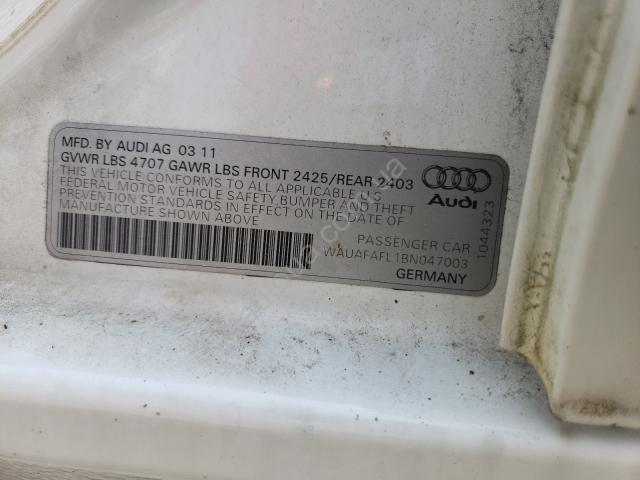 MFD. BY AUDI AG 03 11
GVWR LBS 4707 GAWR LBS FRONT 2425/REAR 2403
THIS VEHICLE CONFORMS TO ALL APPLICABLE U.S
FEDERAL MOTOR VEHICLE SAFETY,BUMPER AND THEFT
PREVENTION STANDARDS IN EFFECT ON THE DATE OF
MANUFACTURE SHOWN ABOVE
Audi
1044323
PASSENGER CAR
WAUAFAFL1BN047003
GERMANY